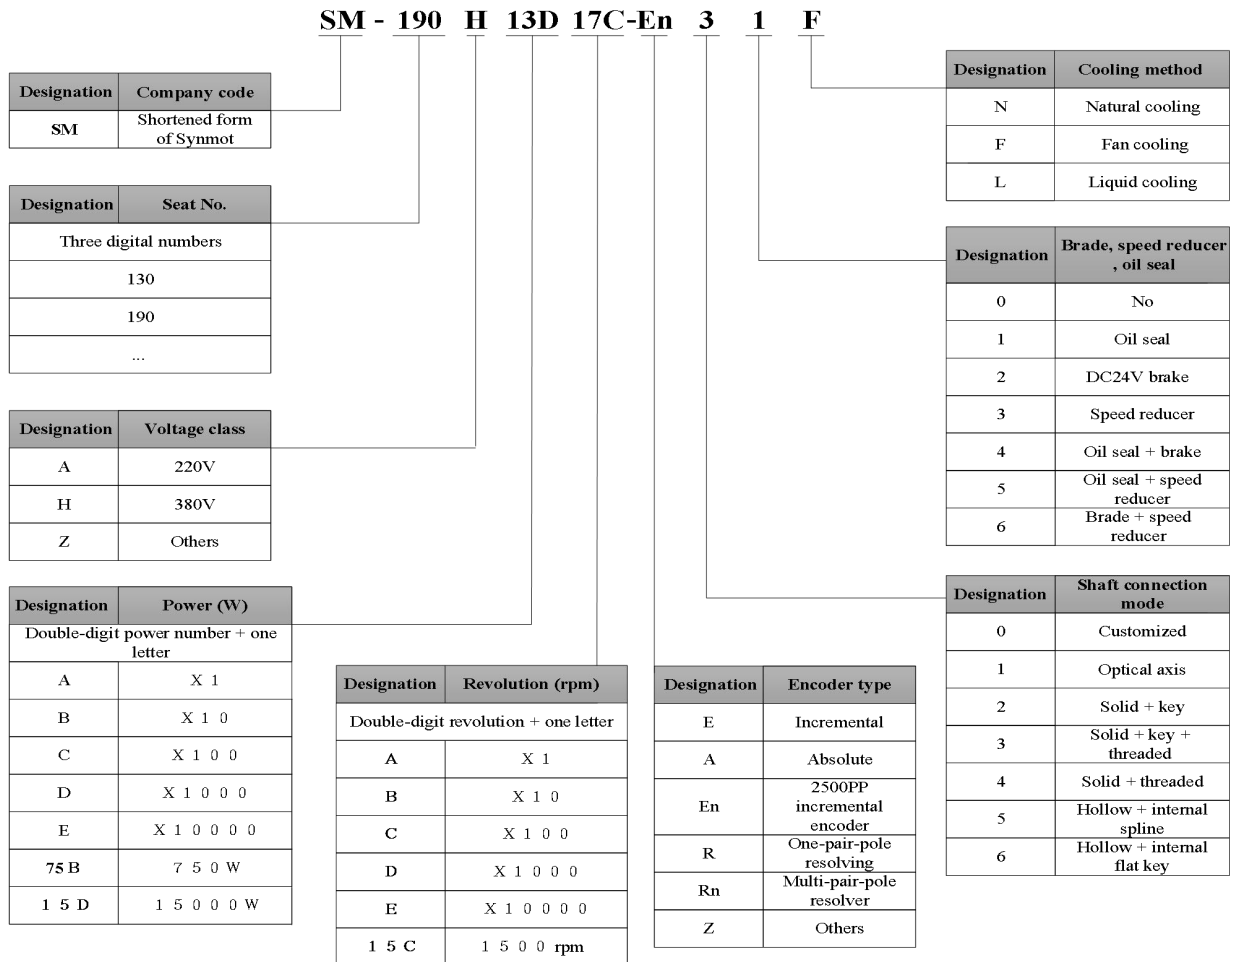 SM - 190 H 13D 17C-En 3 1 F
Designation Company code
SM Shortened form
of Synmot
Designation Seat No.
Three digital numbers
130
190
...
Designation Voltage class
A 220V
H 380V
Z Others
Designation Power (W)
Double-digit power number + one
letter
A X 1
B X 1 0
C X 1 0 0
D X 1 0 0 0
E X 1 0 0 0 0
75 B 7 5 0 W
1 5 D 1 5 0 0 0 W
Designation Revolution (rpm)
Double-digit revolution + one letter
A X 1
B X 1 0
C X 1 0 0
D X 1 0 0 0
E X 1 0 0 0 0
1 5 C 1 5 0 0 rpm
Designation Encoder type
E Incremental
A Absolute
En 2500PP
incremental
encoder
R One-pair-pole
resolving
Rn Multi-pair-pole
resolver
Z Others
Designation Cooling method
N Natural cooling
F Fan cooling
L Liquid cooling
Designation Brade, speed reducer
, oil seal
0 No
1 Oil seal
2 DC24V brake
3 Speed reducer
4 Oil seal + brake
5 Oil seal + speed
reducer
6 Brade + speed
reducer
Designation Shaft connection
mode
0 Customized
1 Optical axis
2 Solid + key
3 Solid + key +
threaded
4 Solid + threaded
5 Hollow + internal
spline
6 Hollow + internal
flat key